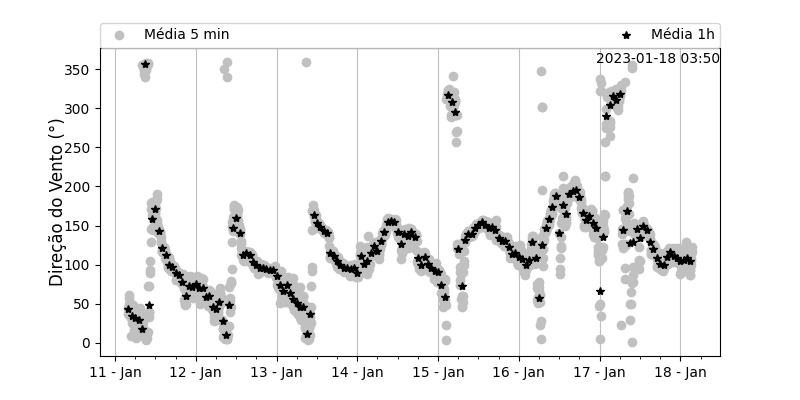 Média 5 min
Média 1h
2023-01-18 03:50
Direção do Vento (°)
350
300
250
200
150
100
50
0
11 - Jan
12 - Jan
13 - Jan
14 - Jan
15 - Jan
16 - Jan
17 - Jan
18 - Jan